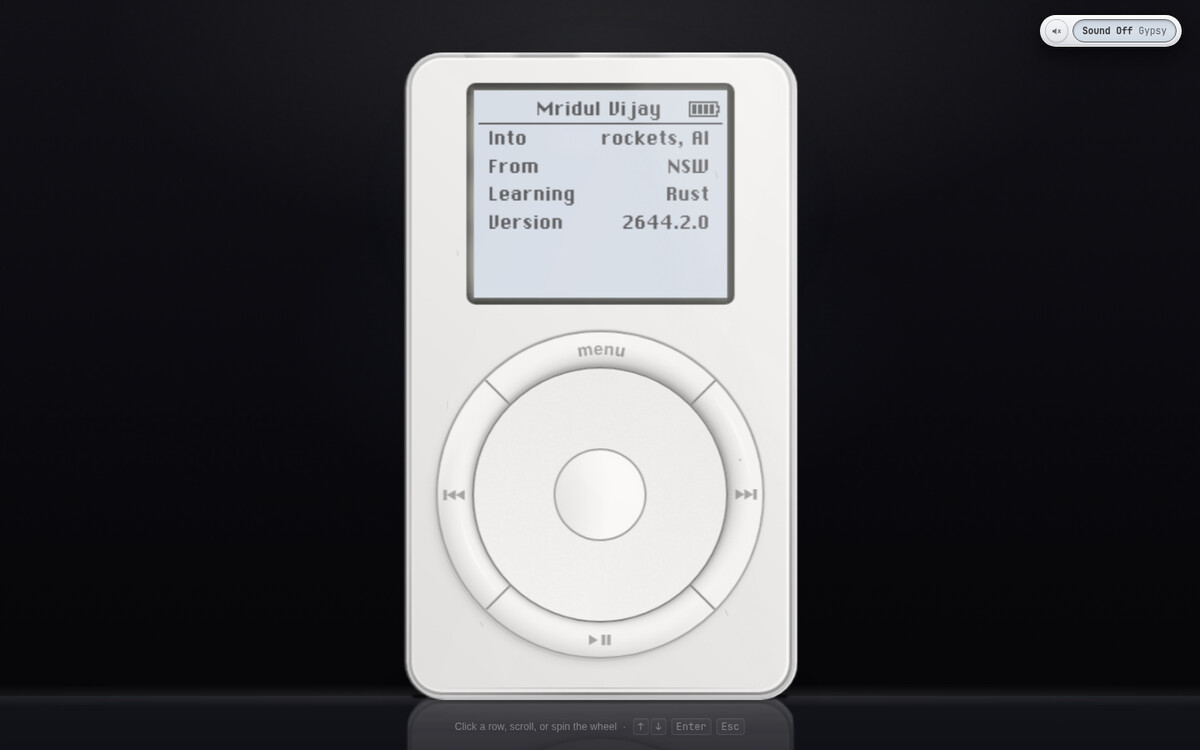 Sound Off Gypsy
Mridul Vijay
Into rockets, AI
From NSW
Learning Rust
Version 2644.2.0
menu
Click a row, scroll, or spin the wheel · ↑ ↓ Enter Esc